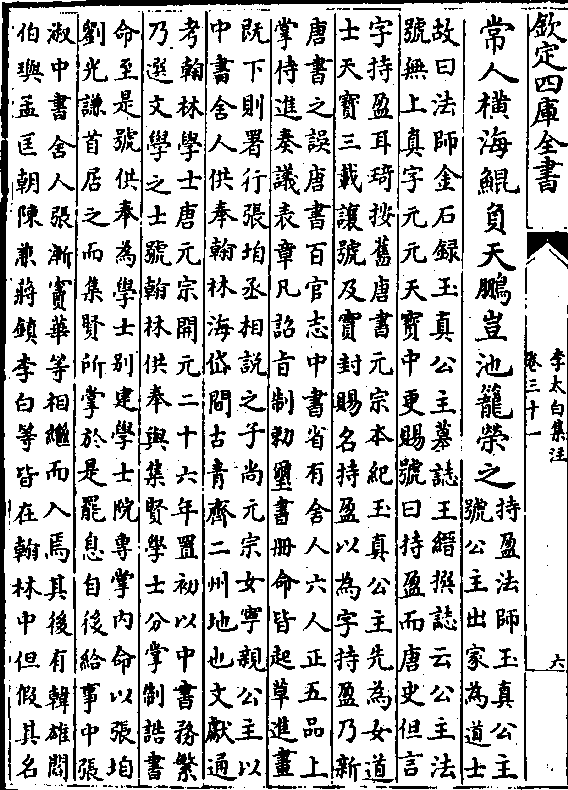 欽定四庫全書
李太白集注
卷三十一
六
常人橫海鯤負天鵬豈池籠榮之
持盈法師玉真公主
號公主出家為道士
故曰法師金石録玉真公主墓誌王縉撰誌云公主法
號無上真字元元天寳中更賜號曰持盈而唐史但言
字持盈耳琦按舊唐書元宗本紀玉真公主先為女道
士天寳三載讓號及實封賜名持盈以為字持盈乃新
唐書之誤唐書百官志中書省有舍人六人正五品上
掌侍進奏議表章凡詔旨制勅璽書册命皆起草進畫
既下則署行張垍丞相説之子尚元宗女寧親公主以
中書舍人供奉翰林海岱間古青齊二州地也文獻通
考翰林學士唐元宗開元二十六年置初以中書務繁
乃選文學之士號翰林供奉與集賢學士分掌制誥書
命至是號供奉為學士别建學士院專掌内命以張垍
劉光謙首居之而集賢所掌於是罷息自後給事中張
淑中書舍人張漸竇華等相繼而入焉其後有韓雄閻
伯璵孟匡朝陳兼蔣鎮李白等皆在翰林中但假其名